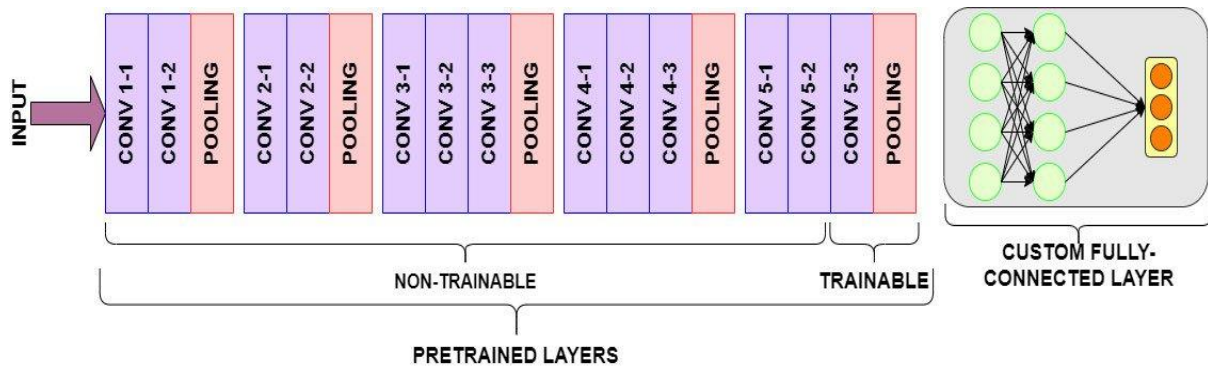 INPUT
CONV 1-1
CONV 1-2
POOLING
CONV 2-1
CONV 2-2
POOLING
CONV 3-1
CONV 3-2
CONV 3-3
POOLING
CONV 4-1
CONV 4-2
CONV 4-3
POOLING
CONV 5-1
CONV 5-2
CONV 5-3
POOLING
NON-TRAINABLE
TRAINABLE
CUSTOM FULLY-
CONNECTED LAYER
PRETRAINED LAYERS